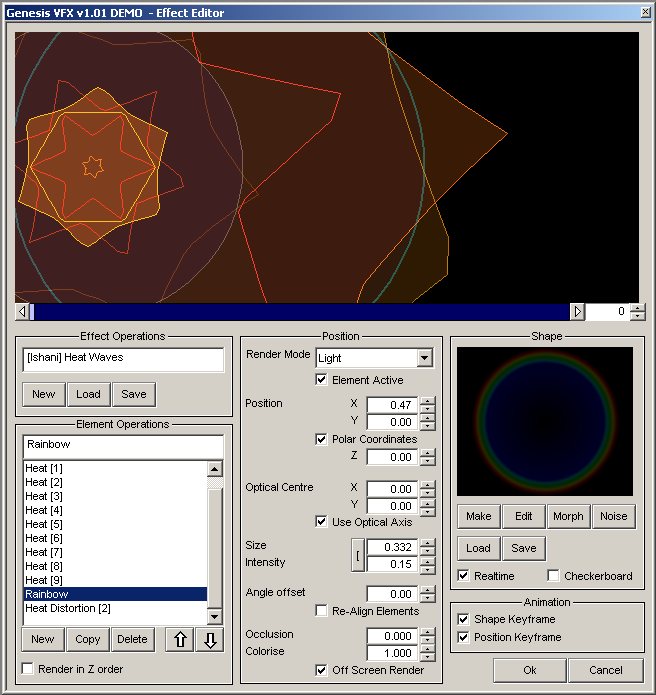 Genesis VFX v1.01 DEMO - Effect Editor
0
Effect Operations
[Ishani] Heat Waves
New Load Save
Element Operations
Rainbow
Heat [1]
Heat [2]
Heat [3]
Heat [4]
Heat [5]
Heat [6]
Heat [7]
Heat [8]
Heat [9]
Rainbow
Heat Distortion [2]
New Copy Delete
Render in Z order
Position
Render Mode Light
Element Active
Position X 0.47
Y 0.00
Polar Coordinates
Z 0.00
Optical Centre X 0.00
Y 0.00
Use Optical Axis
Size [ 0.332
Intensity 0.15
Angle offset 0.00
Re-Align Elements
Occlusion 0.000
Colorise 1.000
Off Screen Render
Shape
Make Edit Morph Noise
Load Save
Realtime Checkerboard
Animation
Shape Keyframe
Position Keyframe
Ok Cancel